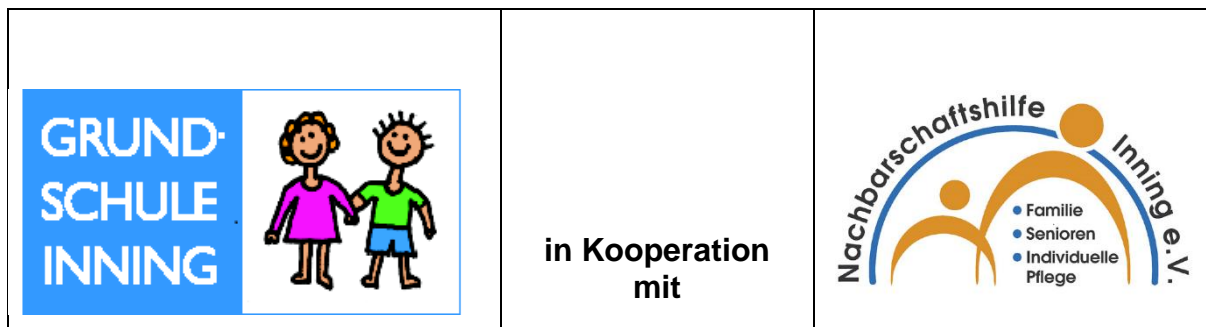 GRUND-
SCHULE
INNING
in Kooperation
mit
Nachbarschaftshilfe Inning e.V.
• Familie
• Senioren
• Individuelle
Pflege